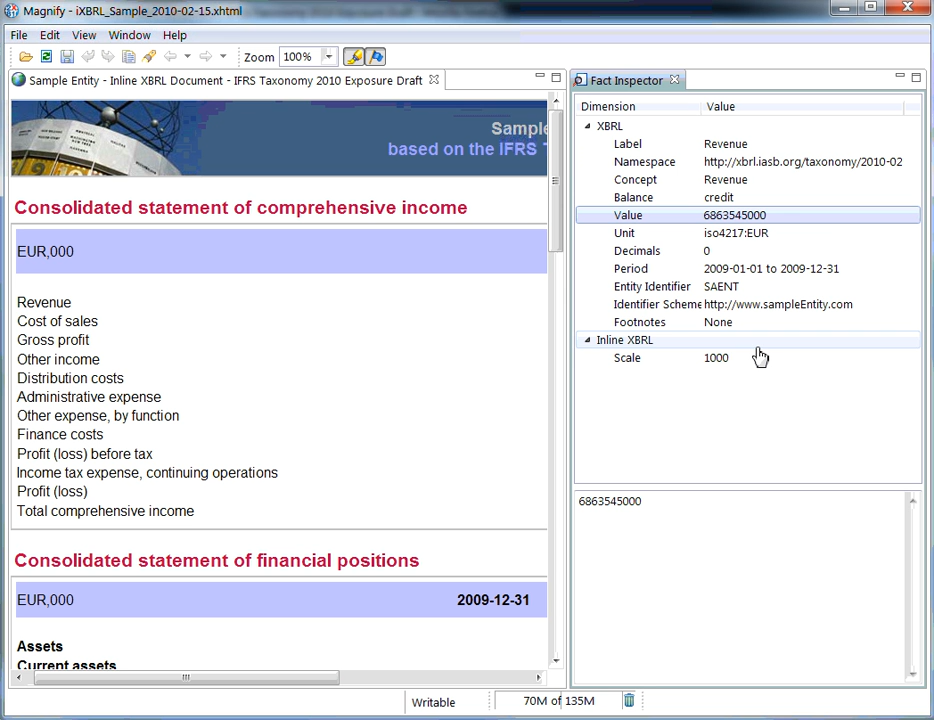 Magnify - iXBRL_Sample_2010-02-15.xhtml
File Edit View Window Help
Zoom 100%
Sample Entity - Inline XBRL Document - IFRS Taxonomy 2010 Exposure Draft
Sample
based on the IFRS T
Consolidated statement of comprehensive income
EUR,000
Revenue
Cost of sales
Gross profit
Other income
Distribution costs
Administrative expense
Other expense, by function
Finance costs
Profit (loss) before tax
Income tax expense, continuing operations
Profit (loss)
Total comprehensive income
Consolidated statement of financial positions
EUR,000 2009-12-31
Assets
Current assets
Fact Inspector
Dimension Value
XBRL
Label Revenue
Namespace http://xbrl.iasb.org/taxonomy/2010-02
Concept Revenue
Balance credit
Value 6863545000
Unit iso4217:EUR
Decimals 0
Period 2009-01-01 to 2009-12-31
Entity Identifier SAENT
Identifier Scheme http://www.sampleEntity.com
Footnotes None
Inline XBRL
Scale 1000
6863545000
Writable 70M of 135M